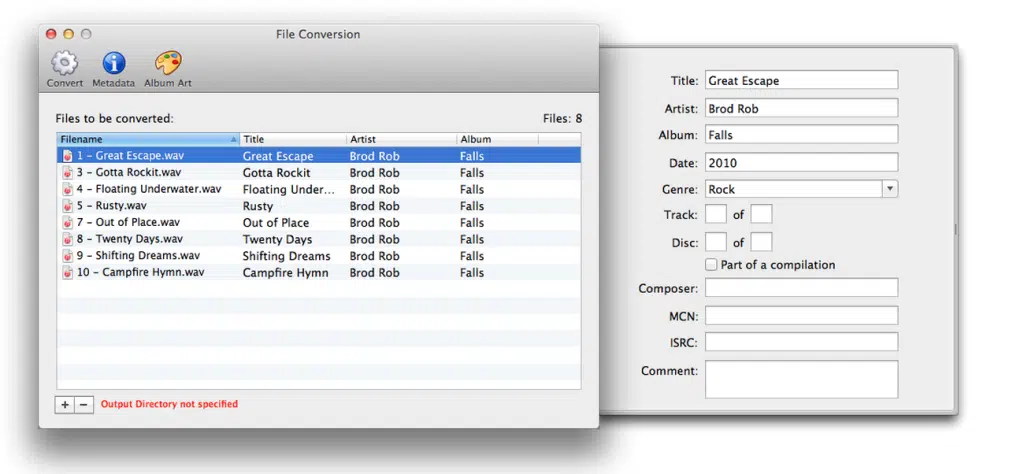 File Conversion
Convert Metadata Album Art
Files to be converted: Files: 8
Filename Title Artist Album
1 – Great Escape.wav Great Escape Brod Rob Falls
3 – Gotta Rockit.wav Gotta Rockit Brod Rob Falls
4 – Floating Underwater.wav Floating Under... Brod Rob Falls
5 – Rusty.wav Rusty Brod Rob Falls
7 – Out of Place.wav Out of Place Brod Rob Falls
8 – Twenty Days.wav Twenty Days Brod Rob Falls
9 – Shifting Dreams.wav Shifting Dreams Brod Rob Falls
10 – Campfire Hymn.wav Campfire Hymn Brod Rob Falls
+ – Output Directory not specified
Title: Great Escape
Artist: Brod Rob
Album: Falls
Date: 2010
Genre: Rock
Track: of
Disc: of
Part of a compilation
Composer:
MCN:
ISRC:
Comment: